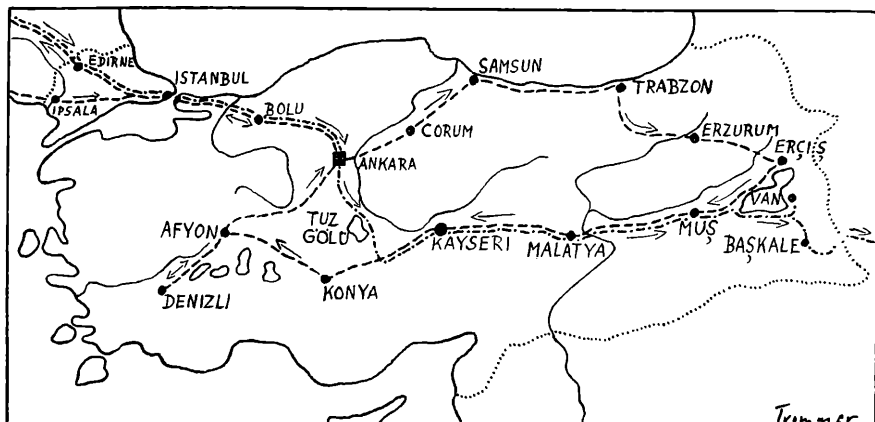 EDIRNE
ISTANBUL
IPSALA
BOLU
SAMSUN
TRABZON
CORUM
ERZURUM
ANKARA
ERÇIŞ
VAN
AFYON
TUZ
GÖLÜ
KAYSERI
MALATYA
MUŞ
BAŞKALE
DENIZLI
KONYA